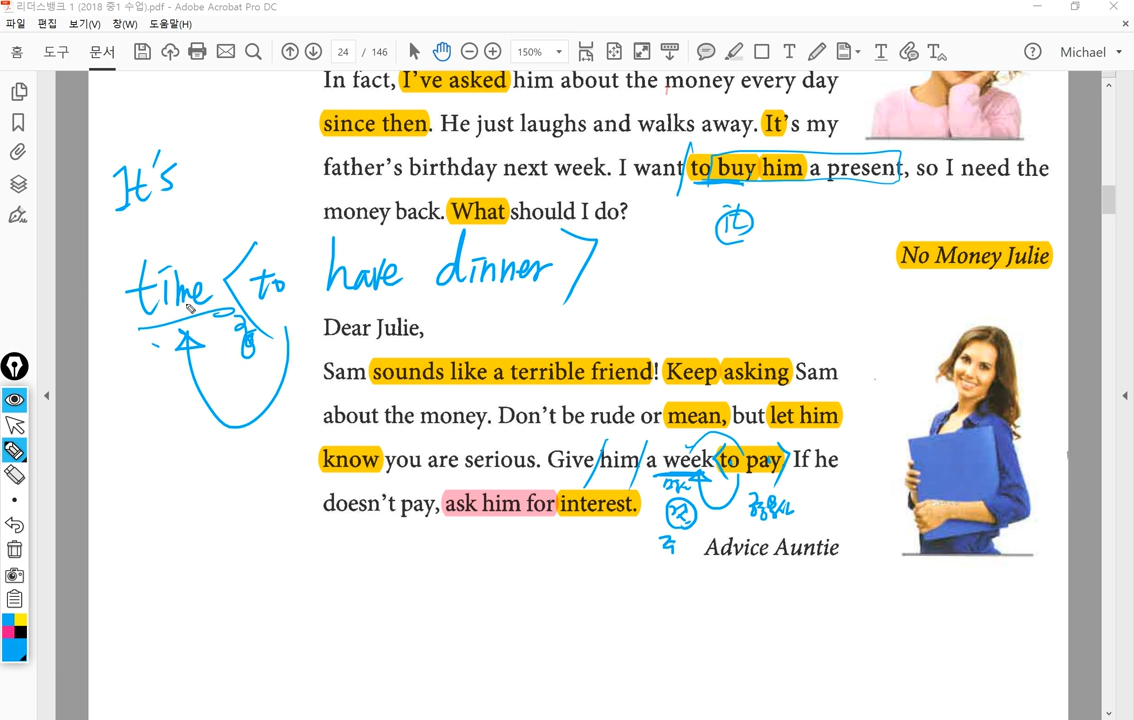 리더스뱅크 1 (2018 중1 수업).pdf - Adobe Acrobat Pro DC
파일 편집 보기(V) 창(W) 도움말(H)
홈 도구 문서 24 / 146 150% Michael
In fact, I've asked him about the money every day
since then. He just laughs and walks away. It's my
father's birthday next week. I want to buy him a present, so I need the
money back. What should I do?
it
No Money Julie
It's
time to have dinner
Dear Julie,
Sam sounds like a terrible friend! Keep asking Sam
about the money. Don't be rude or mean, but let him
know you are serious. Give him a week to pay. If he
doesn't pay, ask him for interest.
Advice Auntie